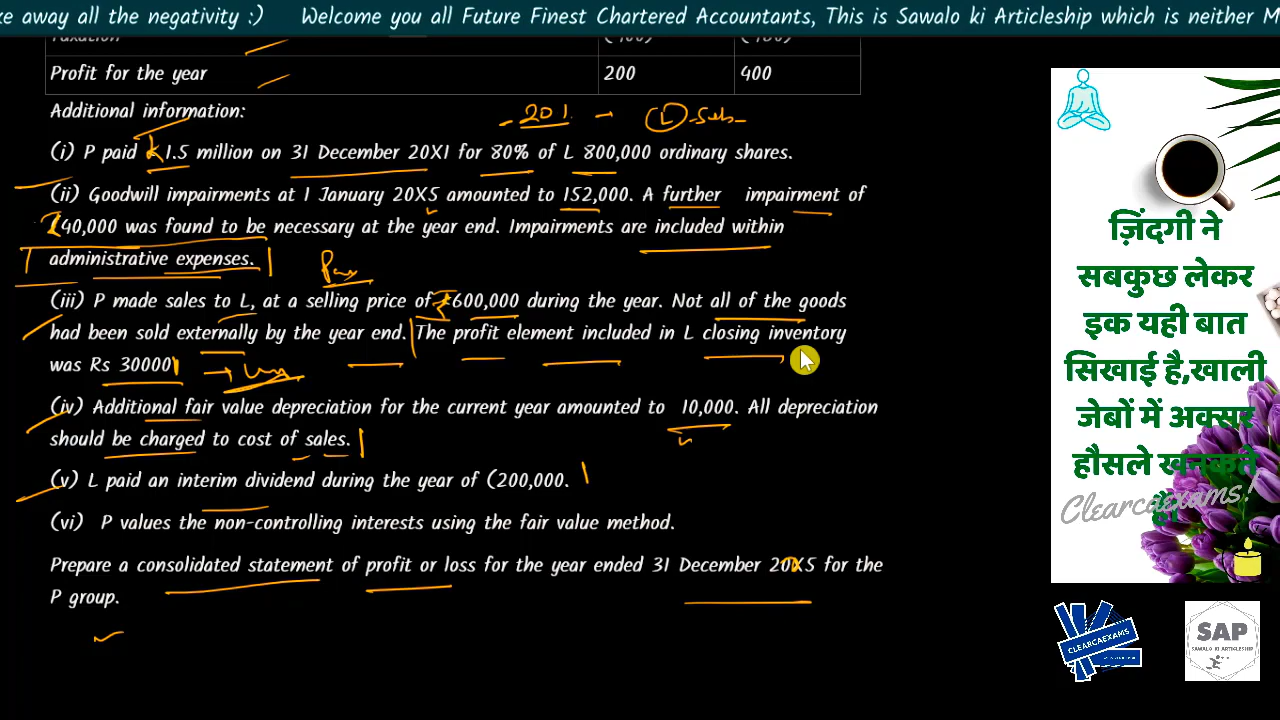 ke away all the negativity :) Welcome you all Future Finest Chartered Accountants, This is Sawalo ki Articleship which is neither M
Taxation
Profit for the year 200 400
Additional information:
20% → L Sub
(i) P paid 1.5 million on 31 December 20X1 for 80% of L 800,000 ordinary shares.
(ii) Goodwill impairments at 1 January 20X5 amounted to 152,000. A further impairment of
40,000 was found to be necessary at the year end. Impairments are included within
administrative expenses.
(iii) P made sales to L, at a selling price of ₹600,000 during the year. Not all of the goods
had been sold externally by the year end. The profit element included in L closing inventory
was Rs 30000
(iv) Additional fair value depreciation for the current year amounted to 10,000. All depreciation
should be charged to cost of sales.
(v) L paid an interim dividend during the year of (200,000.
(vi) P values the non-controlling interests using the fair value method.
Prepare a consolidated statement of profit or loss for the year ended 31 December 20X5 for the
P group.
ज़िंदगी ने
सबकुछ लेकर
इक यही बात
सिखाई है,खाली
जेबों में अक्सर
हौसले खनकते
है।
Clearcaexams!
CLEARCAEXAMS
SAP
SAWALO KI ARTICLESHIP